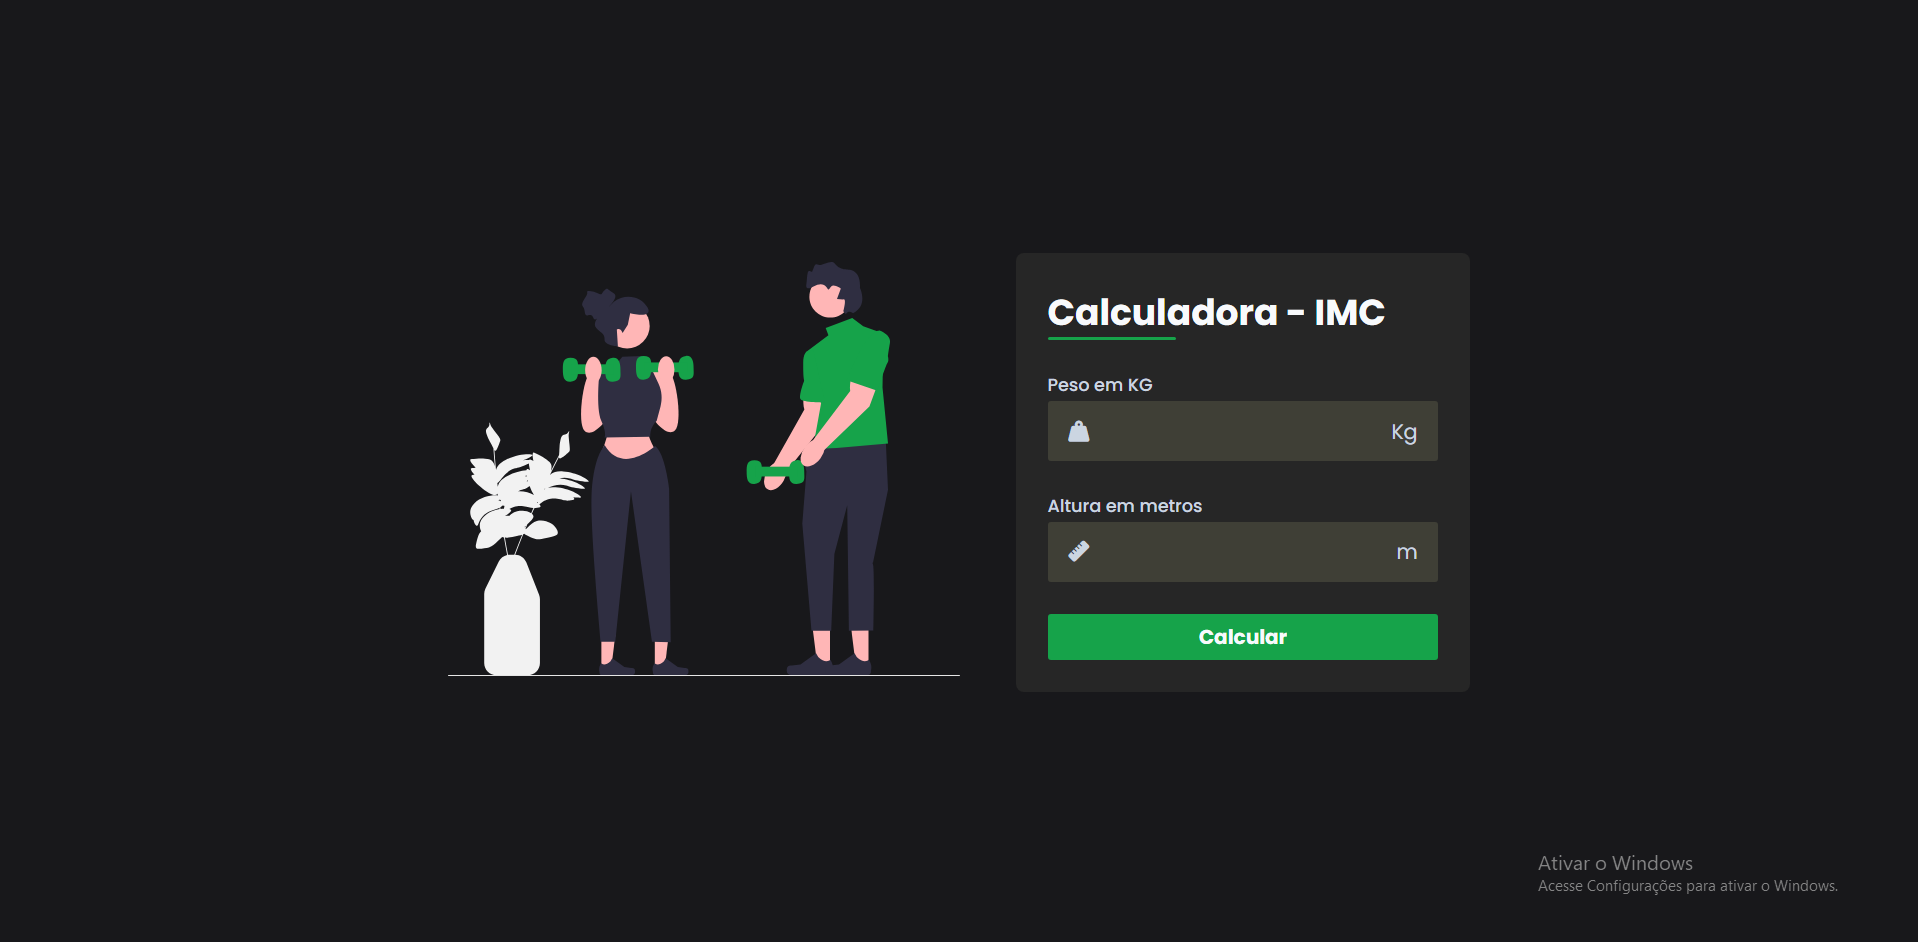 Calculadora - IMC
Peso em KG
Kg
Altura em metros
m
Calcular
Ativar o Windows
Acesse Configurações para ativar o Windows.